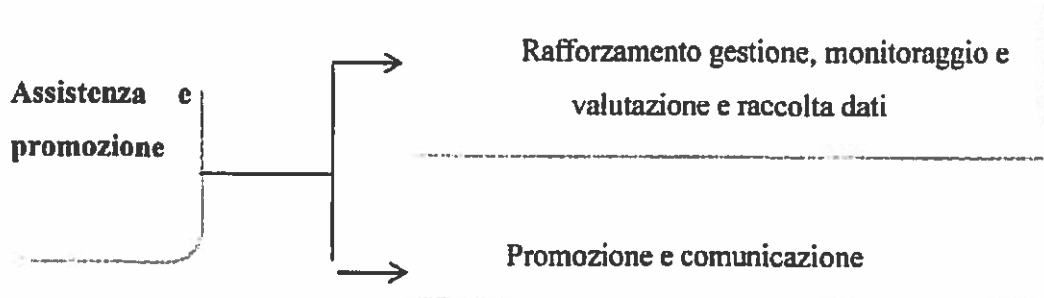 Assistenza e
promozione
Rafforzamento gestione, monitoraggio e
valutazione e raccolta dati
Promozione e comunicazione